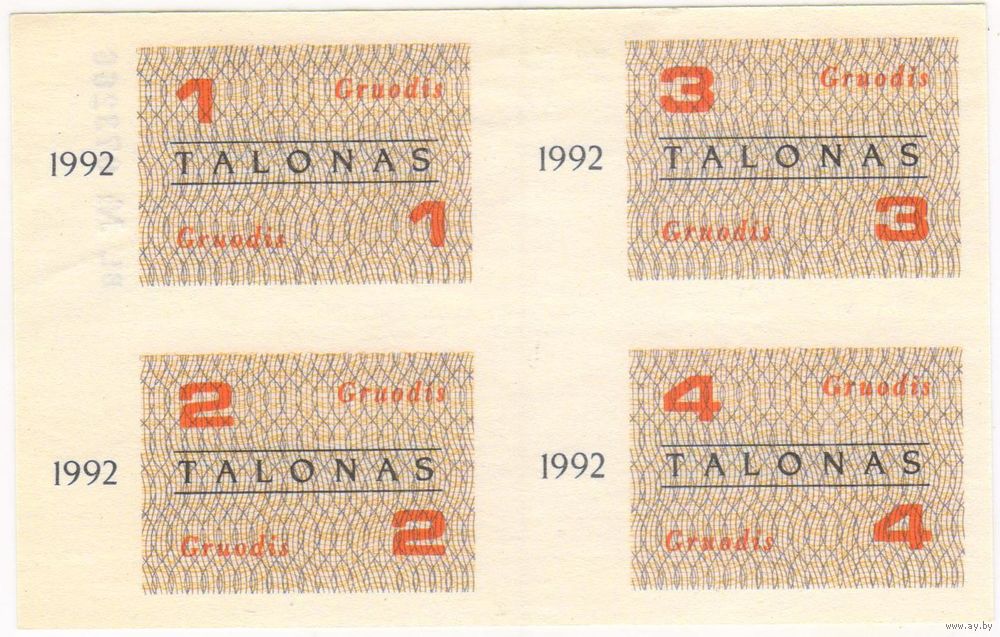 1 Gruodis
1992 TALONAS
Gruodis 1
3 Gruodis
1992 TALONAS
Gruodis 3
2 Gruodis
1992 TALONAS
Gruodis 2
4 Gruodis
1992 TALONAS
Gruodis 4
www.ay.by